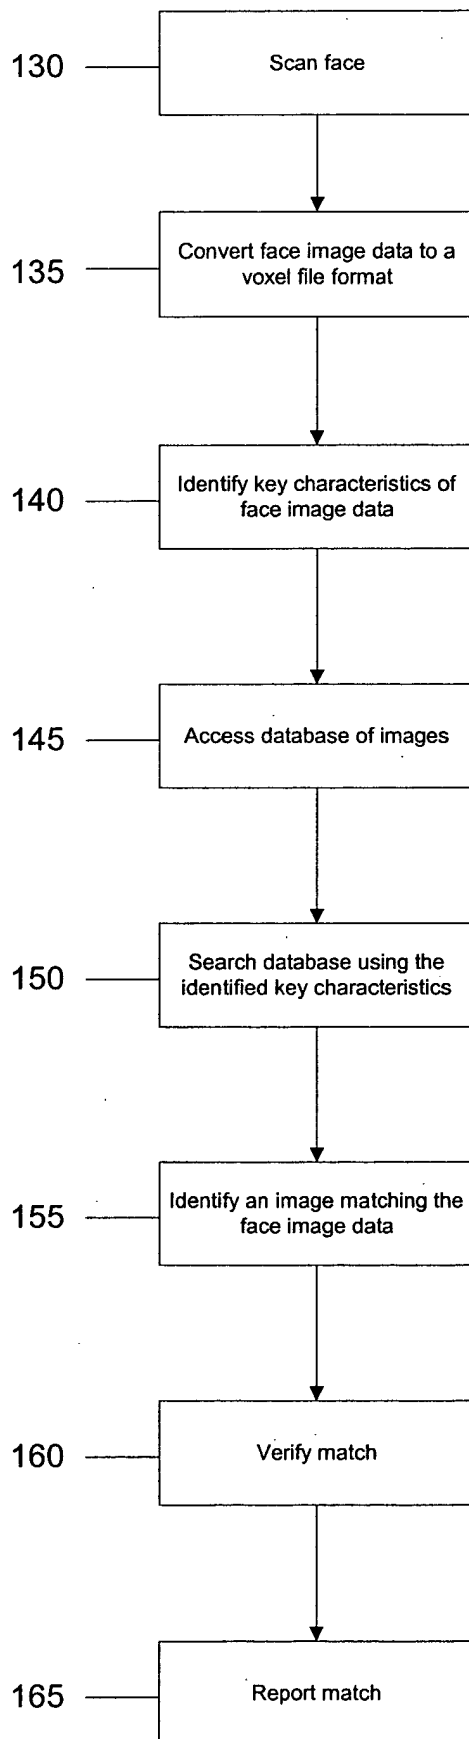 130
Scan face
135
Convert face image data to a
voxel file format
140
Identify key characteristics of
face image data
145
Access database of images
150
Search database using the
identified key characteristics
155
Identify an image matching the
face image data
160
Verify match
165
Report match